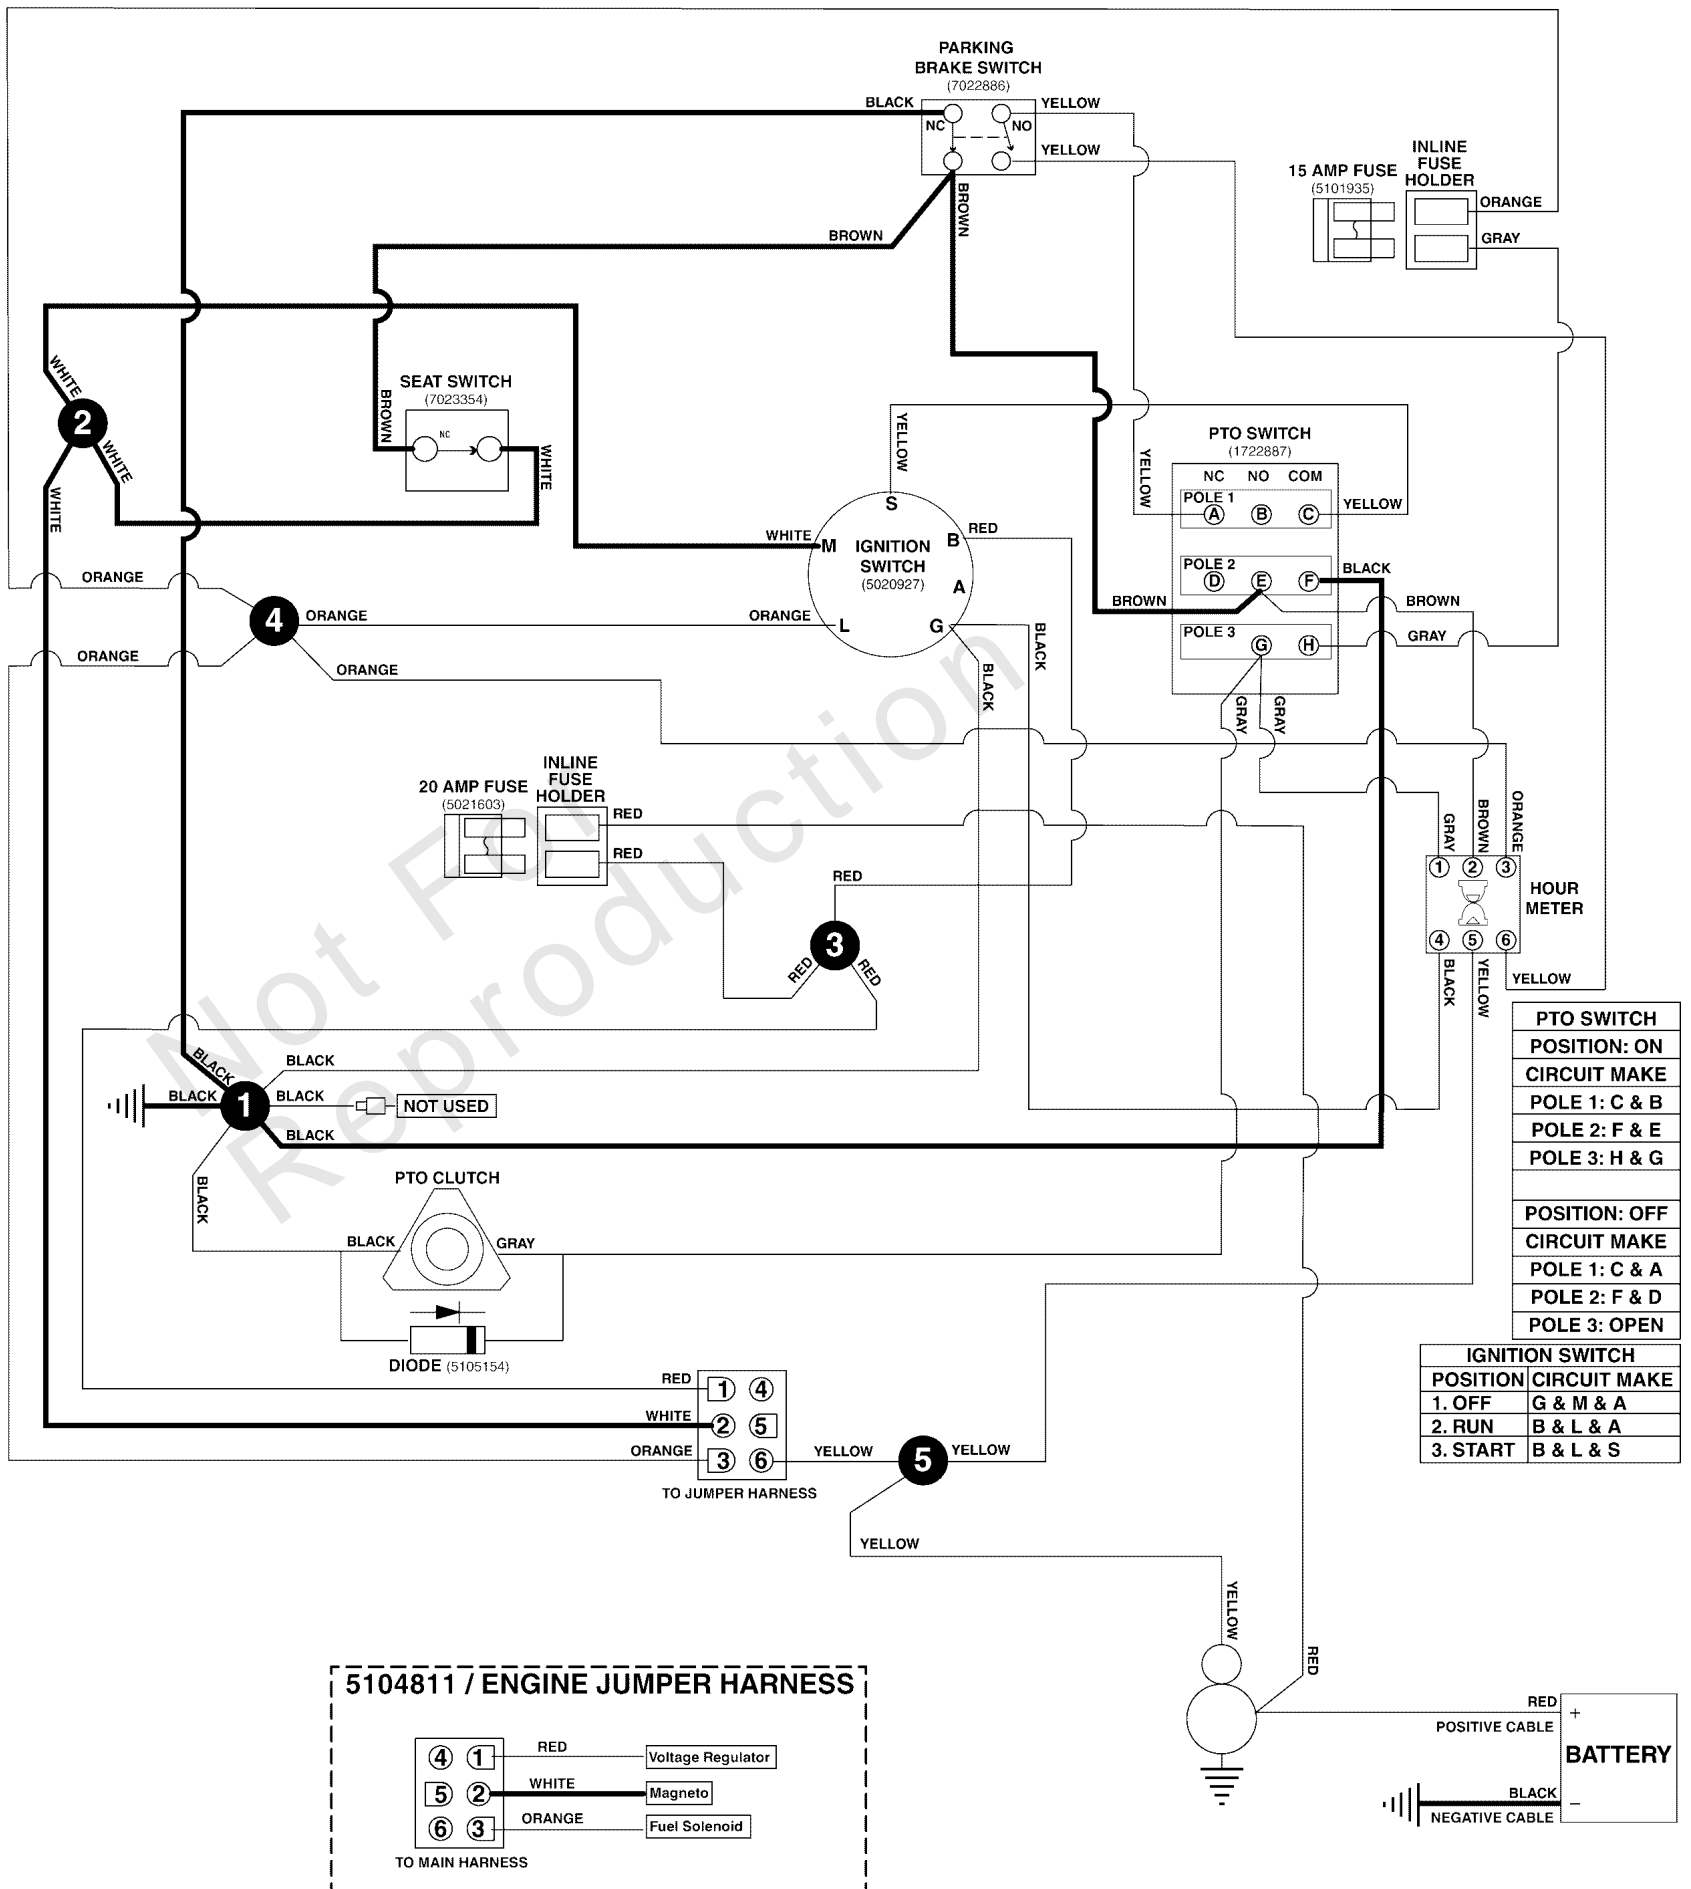 PARKING
BRAKE SWITCH
(7022886)
BLACK
YELLOW
NC
NO
YELLOW
BROWN
BROWN
15 AMP FUSE
(5101935)
INLINE
FUSE
HOLDER
ORANGE
GRAY
WHITE
2
WHITE
WHITE
SEAT SWITCH
(7023354)
BROWN
NC
WHITE
YELLOW
YELLOW
PTO SWITCH
(1722887)
NC NO COM
POLE 1
A B C
YELLOW
POLE 2
D E F
BLACK
BROWN
BROWN
POLE 3
G H
GRAY
GRAY
GRAY
S
WHITE
M
IGNITION
SWITCH
(5020927)
B
RED
A
L
G
BLACK
BLACK
ORANGE
4
ORANGE
ORANGE
ORANGE
ORANGE
20 AMP FUSE
(5021603)
INLINE
FUSE
HOLDER
RED
RED
RED
3
RED
RED
GRAY
BROWN
ORANGE
1 2 3
HOUR
METER
4 5 6
BLACK
YELLOW
YELLOW
Not For
Reproduction
BLACK
BLACK
BLACK
1
BLACK
NOT USED
BLACK
BLACK
PTO CLUTCH
BLACK
GRAY
DIODE (5105154)
PTO SWITCH
POSITION: ON
CIRCUIT MAKE
POLE 1: C & B
POLE 2: F & E
POLE 3: H & G
POSITION: OFF
CIRCUIT MAKE
POLE 1: C & A
POLE 2: F & D
POLE 3: OPEN
IGNITION SWITCH
POSITION CIRCUIT MAKE
1. OFF G & M & A
2. RUN B & L & A
3. START B & L & S
RED
1 4
WHITE
2 5
ORANGE
3 6
YELLOW
5
YELLOW
TO JUMPER HARNESS
YELLOW
YELLOW
RED
RED
POSITIVE CABLE
+
BATTERY
BLACK
−
NEGATIVE CABLE
5104811 / ENGINE JUMPER HARNESS
4 1
RED
Voltage Regulator
5 2
WHITE
Magneto
6 3
ORANGE
Fuel Solenoid
TO MAIN HARNESS